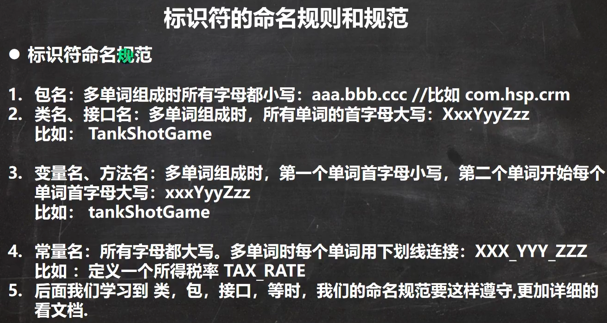 标识符的命名规则和规范
● 标识符命名规范
1. 包名：多单词组成时所有字母都小写：aaa.bbb.ccc //比如 com.hsp.crm
2. 类名、接口名：多单词组成时，所有单词的首字母大写：XxxYyyZzz
比如： TankShotGame
3. 变量名、方法名：多单词组成时，第一个单词首字母小写，第二个单词开始每个
单词首字母大写：xxxYyyZzz
比如： tankShotGame
4. 常量名：所有字母都大写。多单词时每个单词用下划线连接：XXX_YYY_ZZZ
比如 ：定义一个所得税率 TAX_RATE
5. 后面我们学习到 类，包，接口，等时，我们的命名规范要这样遵守,更加详细的
看文档.